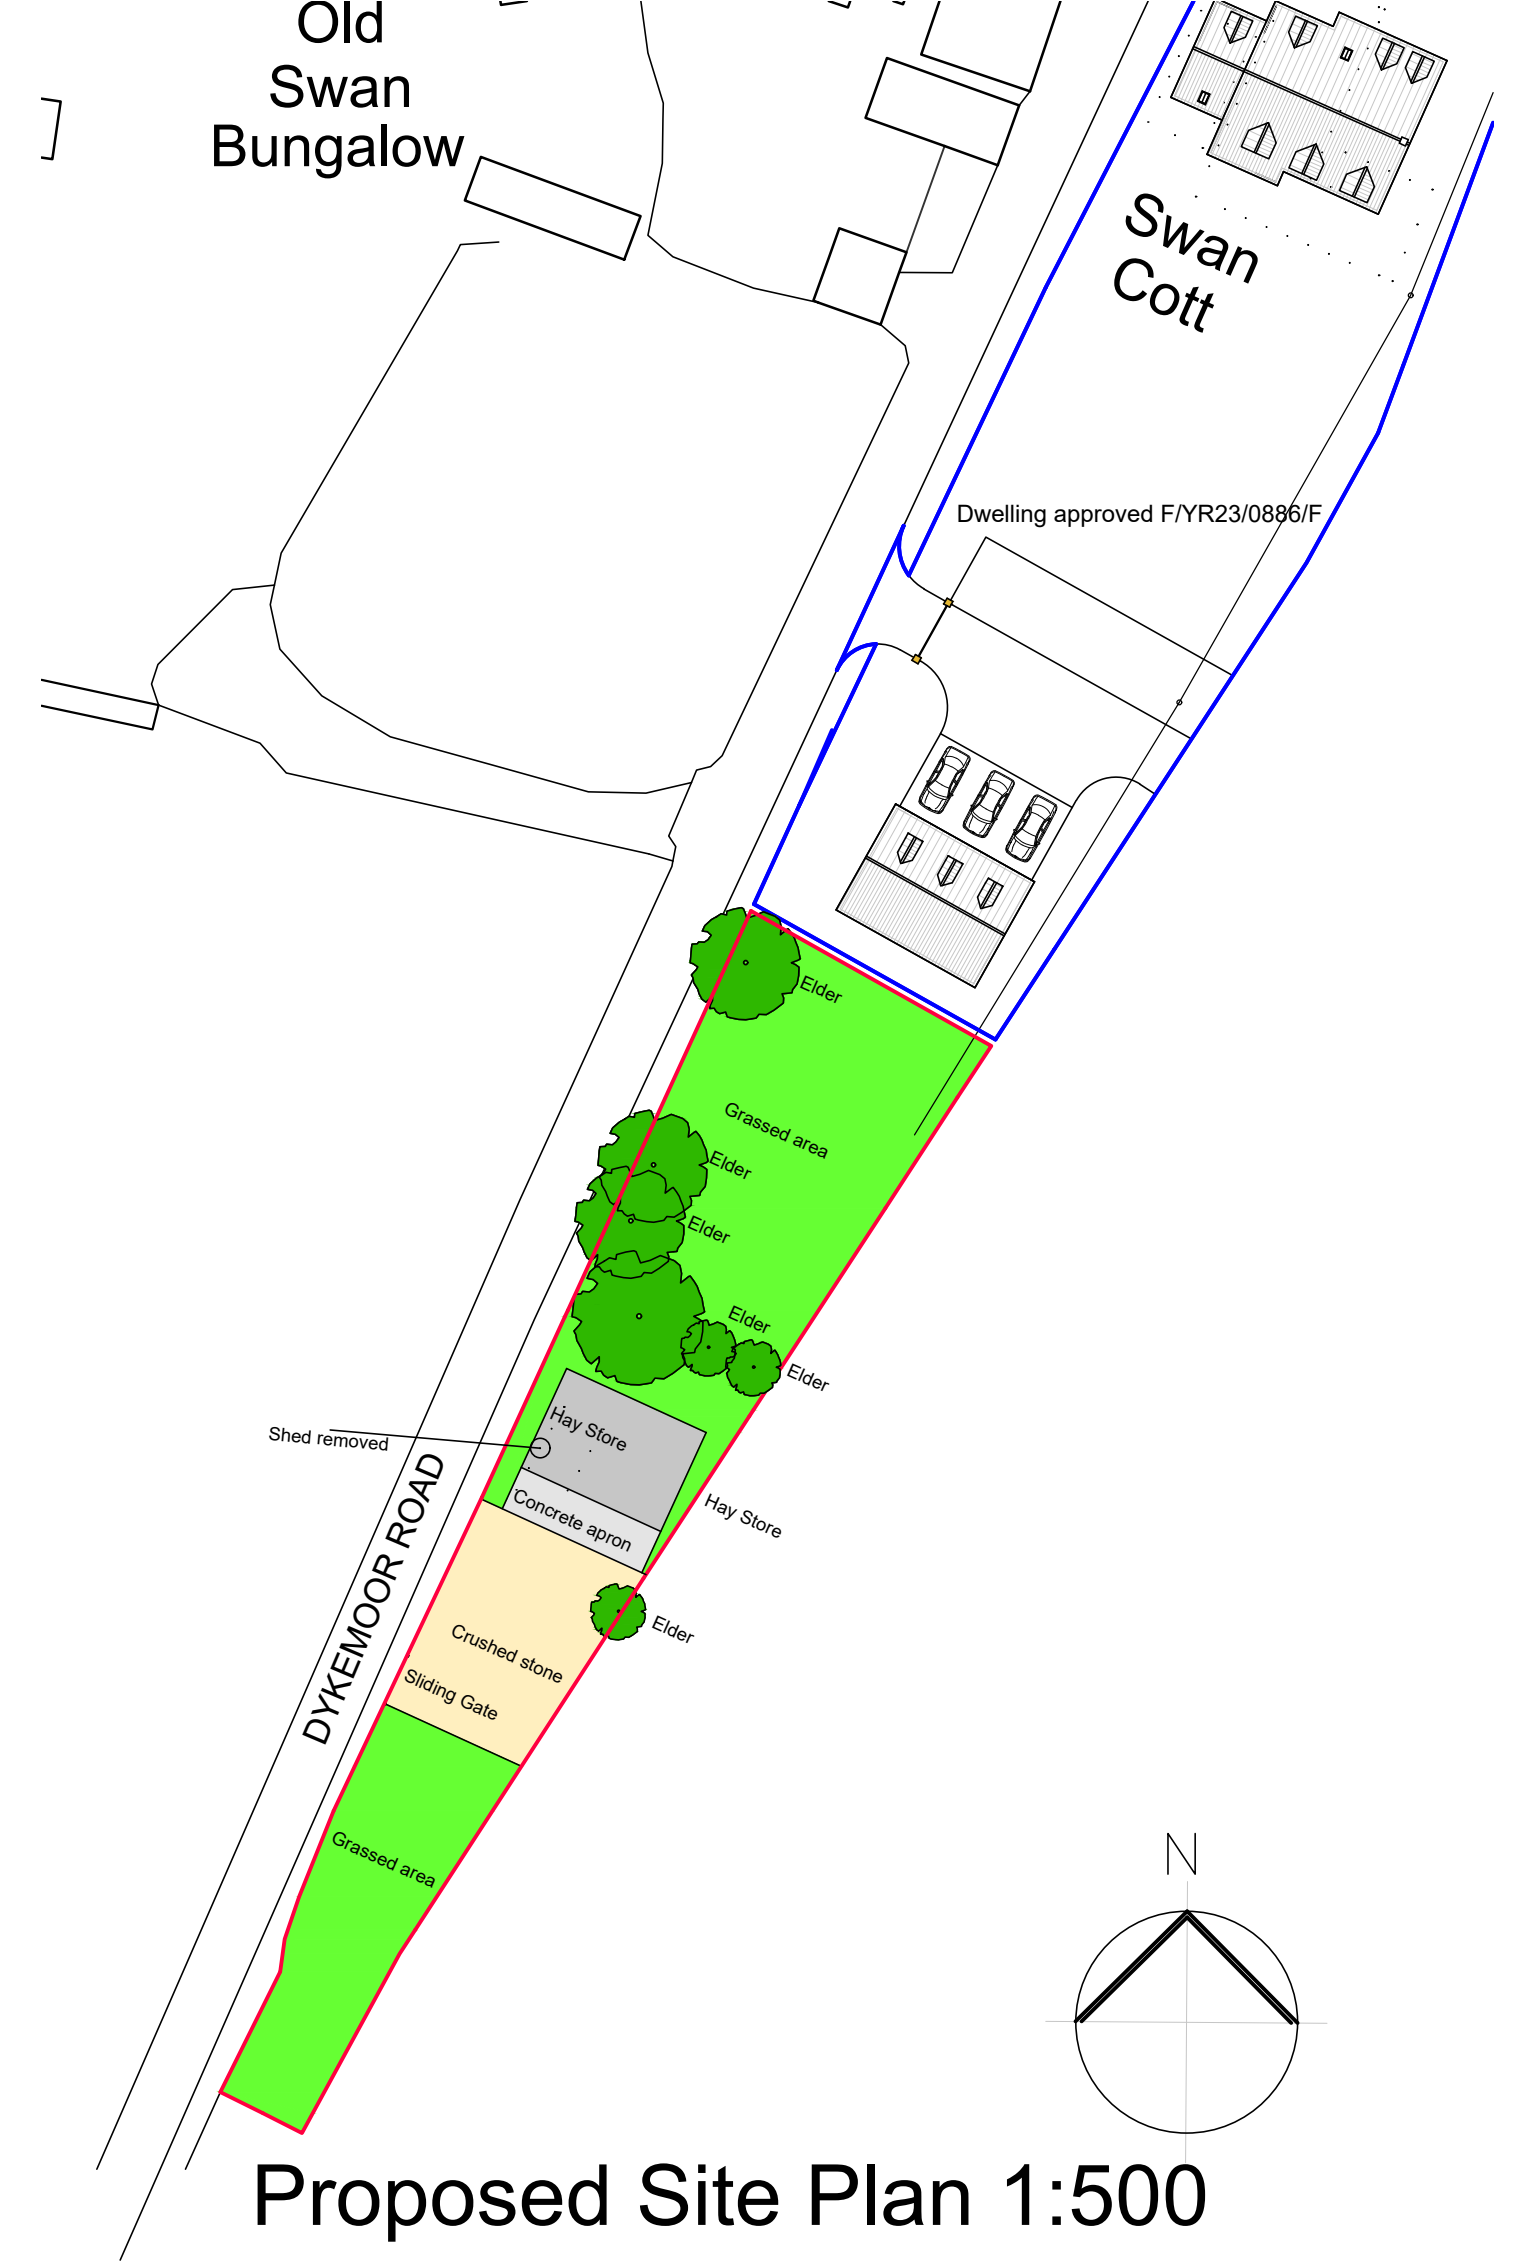 Old
Swan
Bungalow
Swan
Cott
Dwelling approved F/YR23/0886/F
Elder
Grassed area
Elder
Elder
Elder
Elder
Hay Store
Shed removed
Concrete apron
Hay Store
DYKEMOOR ROAD
Elder
Crushed stone
Sliding Gate
Grassed area
N
Proposed Site Plan 1:500